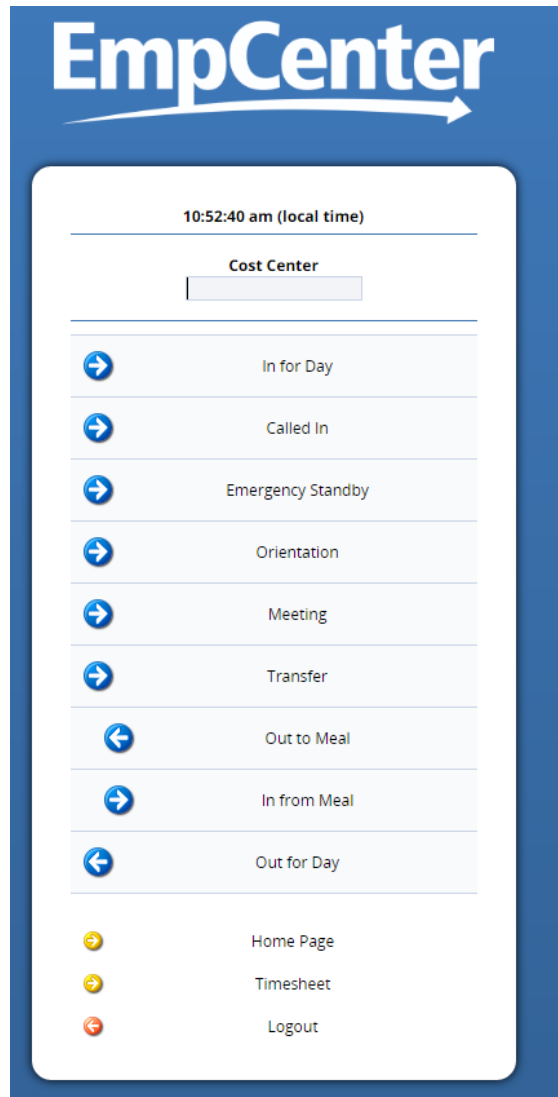 EmpCenter
10:52:40 am (local time)
Cost Center
In for Day
Called In
Emergency Standby
Orientation
Meeting
Transfer
Out to Meal
In from Meal
Out for Day
Home Page
Timesheet
Logout